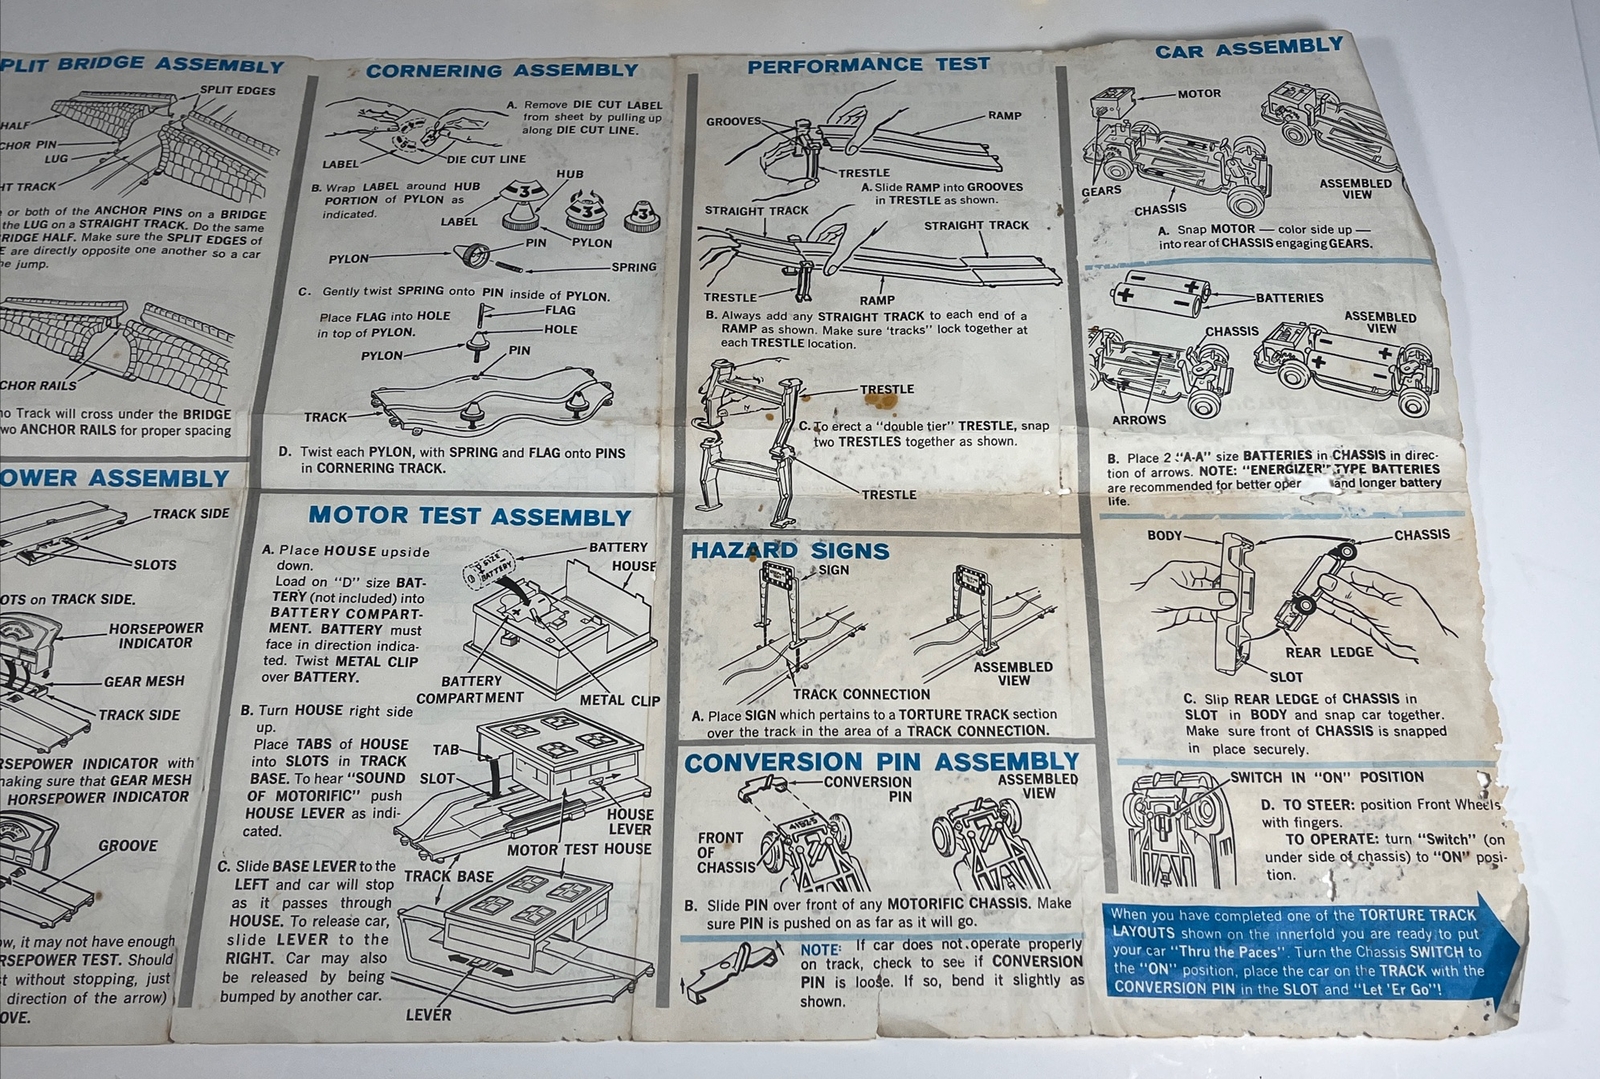 PLIT BRIDGE ASSEMBLY
SPLIT EDGES
HALF
CHOR PIN
LUG
HT TRACK
e or both of the ANCHOR PINS on a BRIDGE
the LUG on a STRAIGHT TRACK. Do the same
RIDGE HALF. Make sure the SPLIT EDGES of
E are directly opposite one another so a car
he jump.
CHOR RAILS
no Track will cross under the BRIDGE
wo ANCHOR RAILS for proper spacing
OWER ASSEMBLY
TRACK SIDE
SLOTS
OTS on TRACK SIDE.
HORSEPOWER
INDICATOR
GEAR MESH
TRACK SIDE
RSEPOWER INDICATOR with
making sure that GEAR MESH
HORSEPOWER INDICATOR
GROOVE
ow, it may not have enough
RSEPOWER TEST. Should
t without stopping, just
direction of the arrow)
OVE.
CORNERING ASSEMBLY
A. Remove DIE CUT LABEL
from sheet by pulling up
along DIE CUT LINE.
LABEL
DIE CUT LINE
B. Wrap LABEL around HUB
PORTION of PYLON as
indicated.
HUB
LABEL
3
3
3
PYLON
PIN
PYLON
SPRING
C. Gently twist SPRING onto PIN inside of PYLON.
Place FLAG into HOLE
in top of PYLON.
FLAG
HOLE
PYLON
PIN
TRACK
D. Twist each PYLON, with SPRING and FLAG onto PINS
in CORNERING TRACK.
MOTOR TEST ASSEMBLY
A. Place HOUSE upside
down.
Load on "D" size BAT-
TERY (not included) into
BATTERY COMPART-
MENT. BATTERY must
face in direction indica-
ted. Twist METAL CLIP
over BATTERY.
D SIZE
BATTERY
BATTERY
HOUSE
BATTERY
COMPARTMENT
METAL CLIP
B. Turn HOUSE right side
up.
Place TABS of HOUSE
into SLOTS in TRACK
BASE. To hear "SOUND
OF MOTORIFIC" push
HOUSE LEVER as indi-
cated.
TAB
SLOT
HOUSE
LEVER
MOTOR TEST HOUSE
TRACK BASE
C. Slide BASE LEVER to the
LEFT and car will stop
as it passes through
HOUSE. To release car,
slide LEVER to the
RIGHT. Car may also
be released by being
bumped by another car.
LEVER
PERFORMANCE TEST
GROOVES
RAMP
TRESTLE
A. Slide RAMP into GROOVES
in TRESTLE as shown.
STRAIGHT TRACK
STRAIGHT TRACK
TRESTLE
RAMP
B. Always add any STRAIGHT TRACK to each end of a
RAMP as shown. Make sure 'tracks" lock together at
each TRESTLE location.
TRESTLE
C. To erect a "double tier" TRESTLE, snap
two TRESTLES together as shown.
TRESTLE
HAZARD SIGNS
SIGN
ASSEMBLED
VIEW
TRACK CONNECTION
A. Place SIGN which pertains to a TORTURE TRACK section
over the track in the area of a TRACK CONNECTION.
CONVERSION PIN ASSEMBLY
CONVERSION
PIN
ASSEMBLED
VIEW
FRONT
OF
CHASSIS
B. Slide PIN over front of any MOTORIFIC CHASSIS. Make
sure PIN is pushed on as far as it will go.
NOTE: If car does not operate properly
on track, check to see if CONVERSION
PIN is loose. If so, bend it slightly as
shown.
CAR ASSEMBLY
MOTOR
GEARS
CHASSIS
ASSEMBLED
VIEW
A. Snap MOTOR — color side up —
into rear of CHASSIS engaging GEARS.
BATTERIES
ASSEMBLED
VIEW
CHASSIS
ARROWS
B. Place 2 "A-A" size BATTERIES in CHASSIS in direc-
tion of arrows. NOTE: "ENERGIZER" TYPE BATTERIES
are recommended for better oper and longer battery
life.
BODY
CHASSIS
REAR LEDGE
SLOT
C. Slip REAR LEDGE of CHASSIS in
SLOT in BODY and snap car together.
Make sure front of CHASSIS is snapped
in place securely.
SWITCH IN "ON" POSITION
D. TO STEER: position Front Wheels
with fingers.
TO OPERATE: turn "Switch" (on
under side of chassis) to "ON" posi-
tion.
When you have completed one of the TORTURE TRACK
LAYOUTS shown on the innerfold you are ready to put
your car "Thru the Paces". Turn the Chassis SWITCH to
the "ON" position, place the car on the TRACK with the
CONVERSION PIN in the SLOT and "Let 'Er Go"!